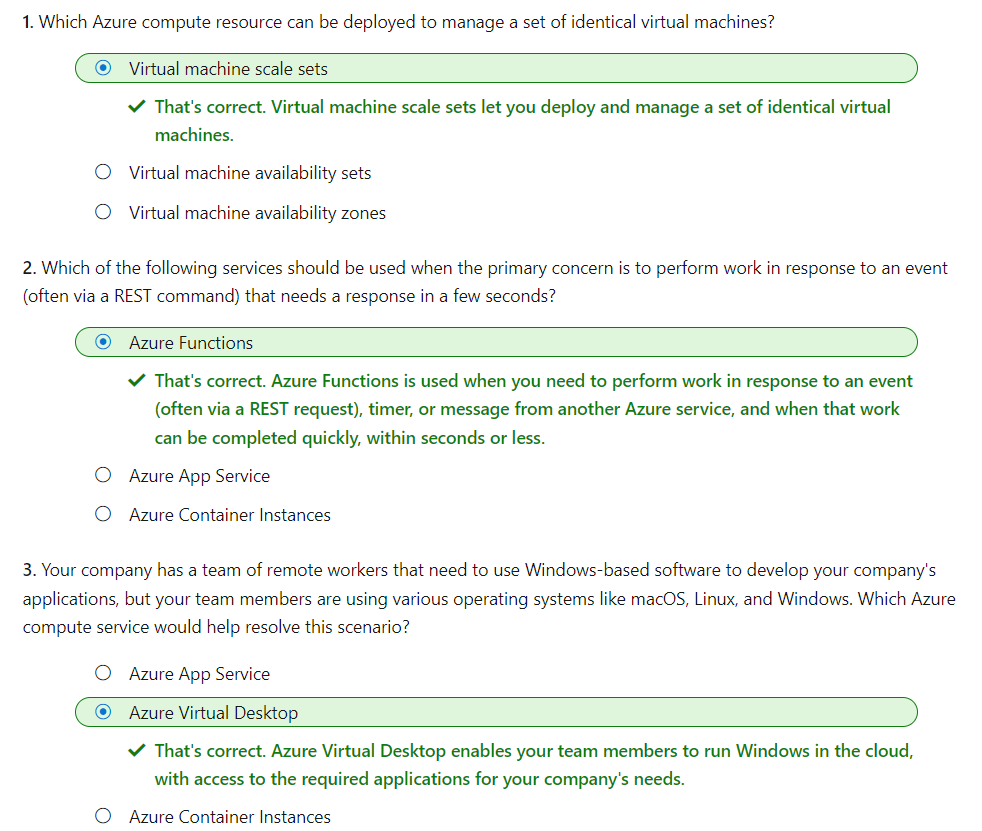 1. Which Azure compute resource can be deployed to manage a set of identical virtual machines?
Virtual machine scale sets
That's correct. Virtual machine scale sets let you deploy and manage a set of identical virtual
machines.
Virtual machine availability sets
Virtual machine availability zones
2. Which of the following services should be used when the primary concern is to perform work in response to an event
(often via a REST command) that needs a response in a few seconds?
Azure Functions
That's correct. Azure Functions is used when you need to perform work in response to an event
(often via a REST request), timer, or message from another Azure service, and when that work
can be completed quickly, within seconds or less.
Azure App Service
Azure Container Instances
3. Your company has a team of remote workers that need to use Windows-based software to develop your company's
applications, but your team members are using various operating systems like macOS, Linux, and Windows. Which Azure
compute service would help resolve this scenario?
Azure App Service
Azure Virtual Desktop
That's correct. Azure Virtual Desktop enables your team members to run Windows in the cloud,
with access to the required applications for your company's needs.
Azure Container Instances